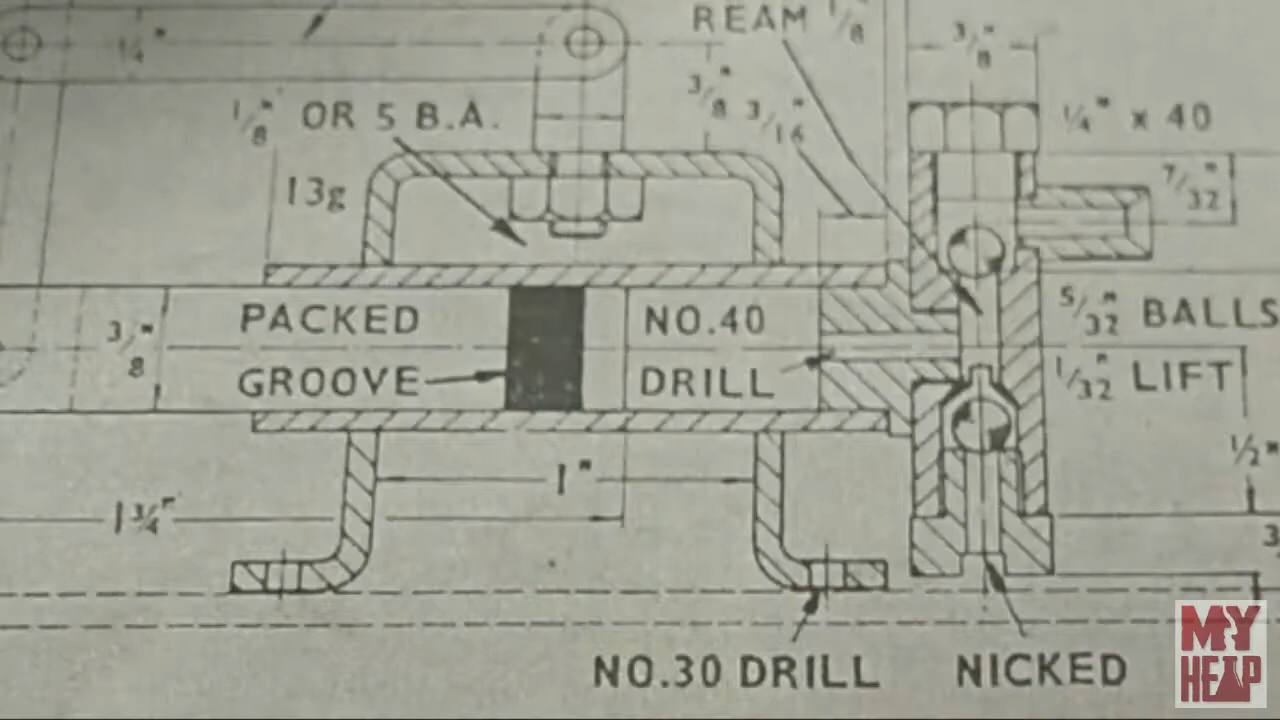 REAM 1/8
3/8"
1/4"
1/8" OR 5 B.A.
3/8"
3/16"
1/4" x 40
13g
7/32"
PACKED
GROOVE
3/8"
NO.40
DRILL
5/32" BALLS
1/32" LIFT
1"
1 3/4"
1/2"
3
NO.30 DRILL
NICKED
MY
HEAP